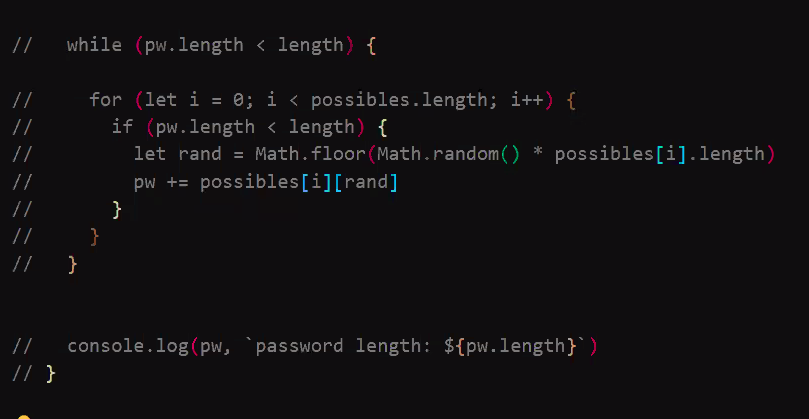 //   while (pw.length < length) {
//     for (let i = 0; i < possibles.length; i++) {
//       if (pw.length < length) {
//         let rand = Math.floor(Math.random() * possibles[i].length)
//         pw += possibles[i][rand]
//       }
//     }
//   }
//   console.log(pw, `password length: ${pw.length}`)
// }